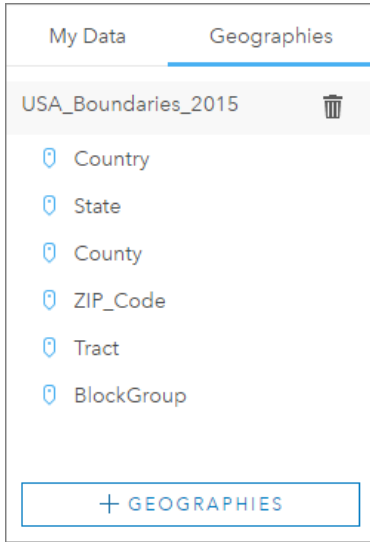 My Data Geographies
USA_Boundaries_2015
Country
State
County
ZIP_Code
Tract
BlockGroup
+ GEOGRAPHIES